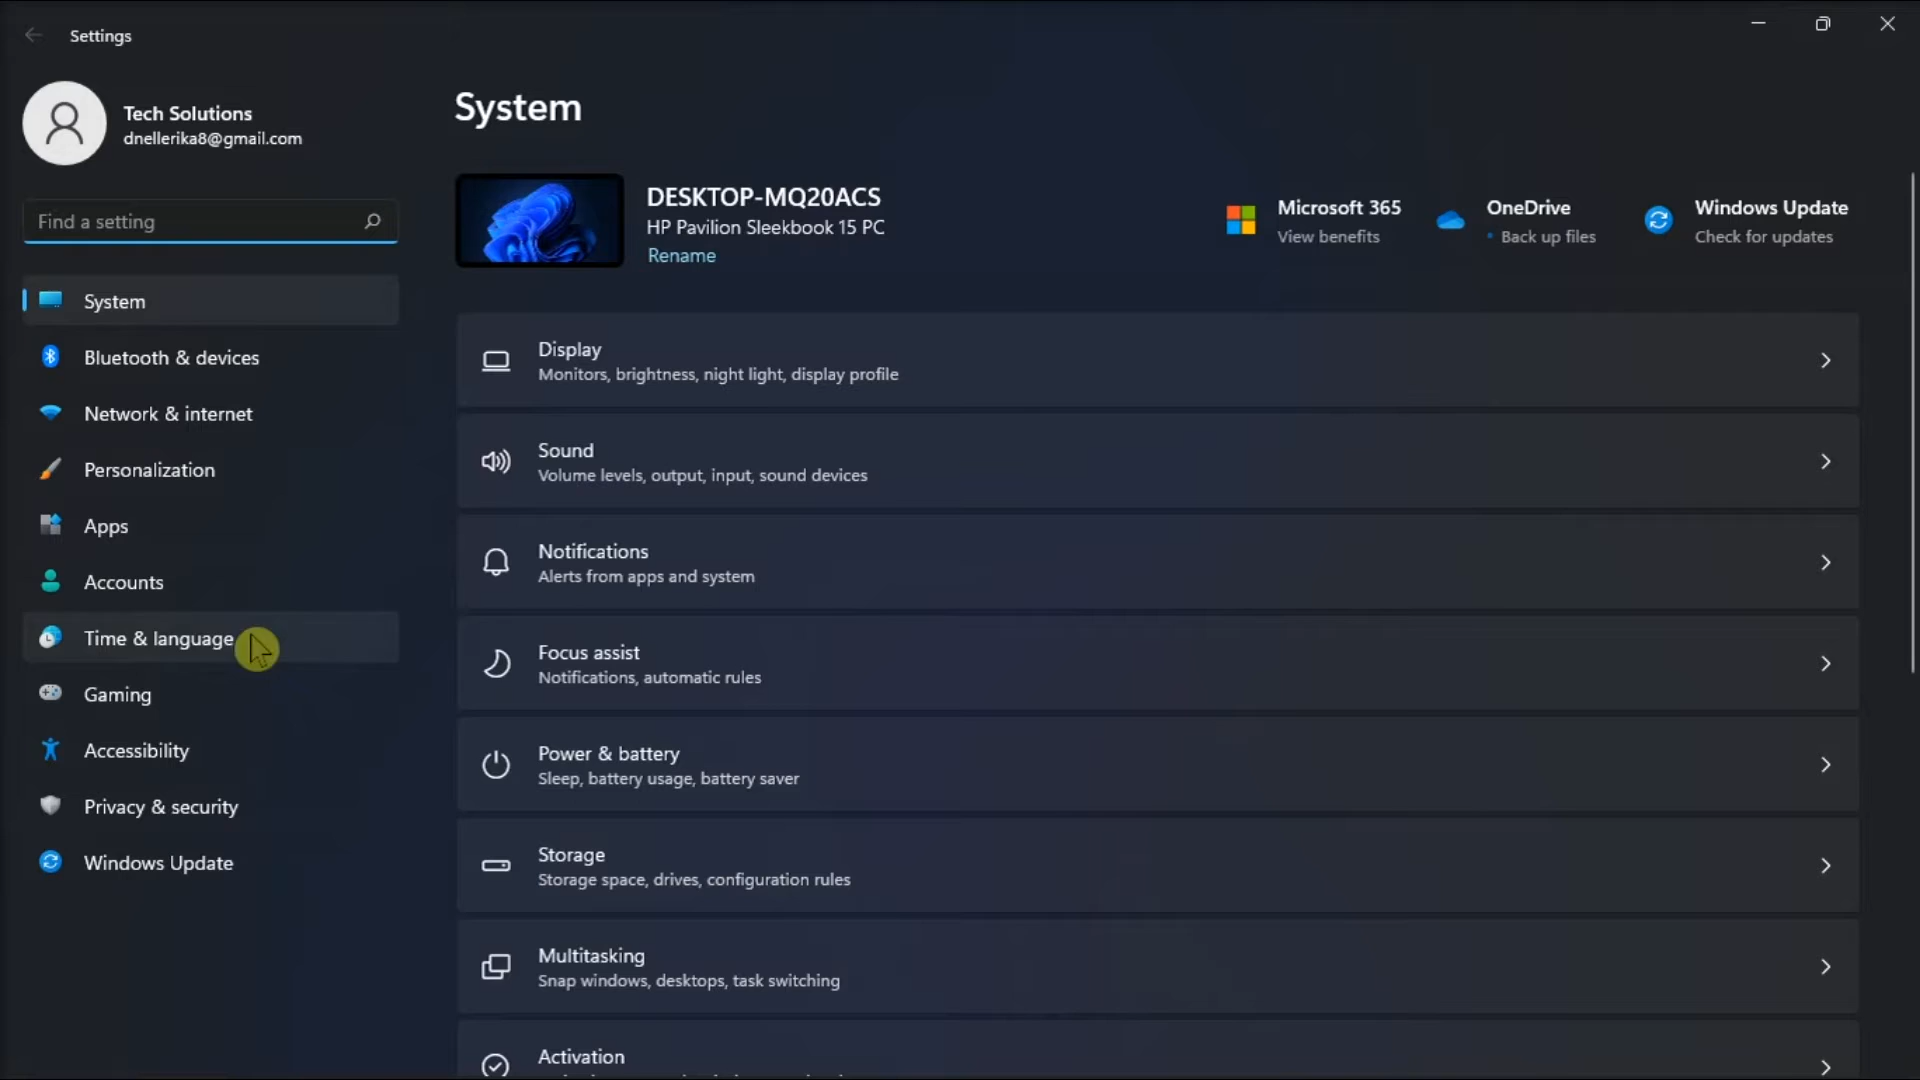 Settings
Tech Solutions
dnellerika8@gmail.com
Find a setting
System
Bluetooth & devices
Network & internet
Personalization
Apps
Accounts
Time & language
Gaming
Accessibility
Privacy & security
Windows Update
System
DESKTOP-MQ20ACS
HP Pavilion Sleekbook 15 PC
Rename
Microsoft 365
View benefits
OneDrive
Back up files
Windows Update
Check for updates
Display
Monitors, brightness, night light, display profile
Sound
Volume levels, output, input, sound devices
Notifications
Alerts from apps and system
Focus assist
Notifications, automatic rules
Power & battery
Sleep, battery usage, battery saver
Storage
Storage space, drives, configuration rules
Multitasking
Snap windows, desktops, task switching
Activation